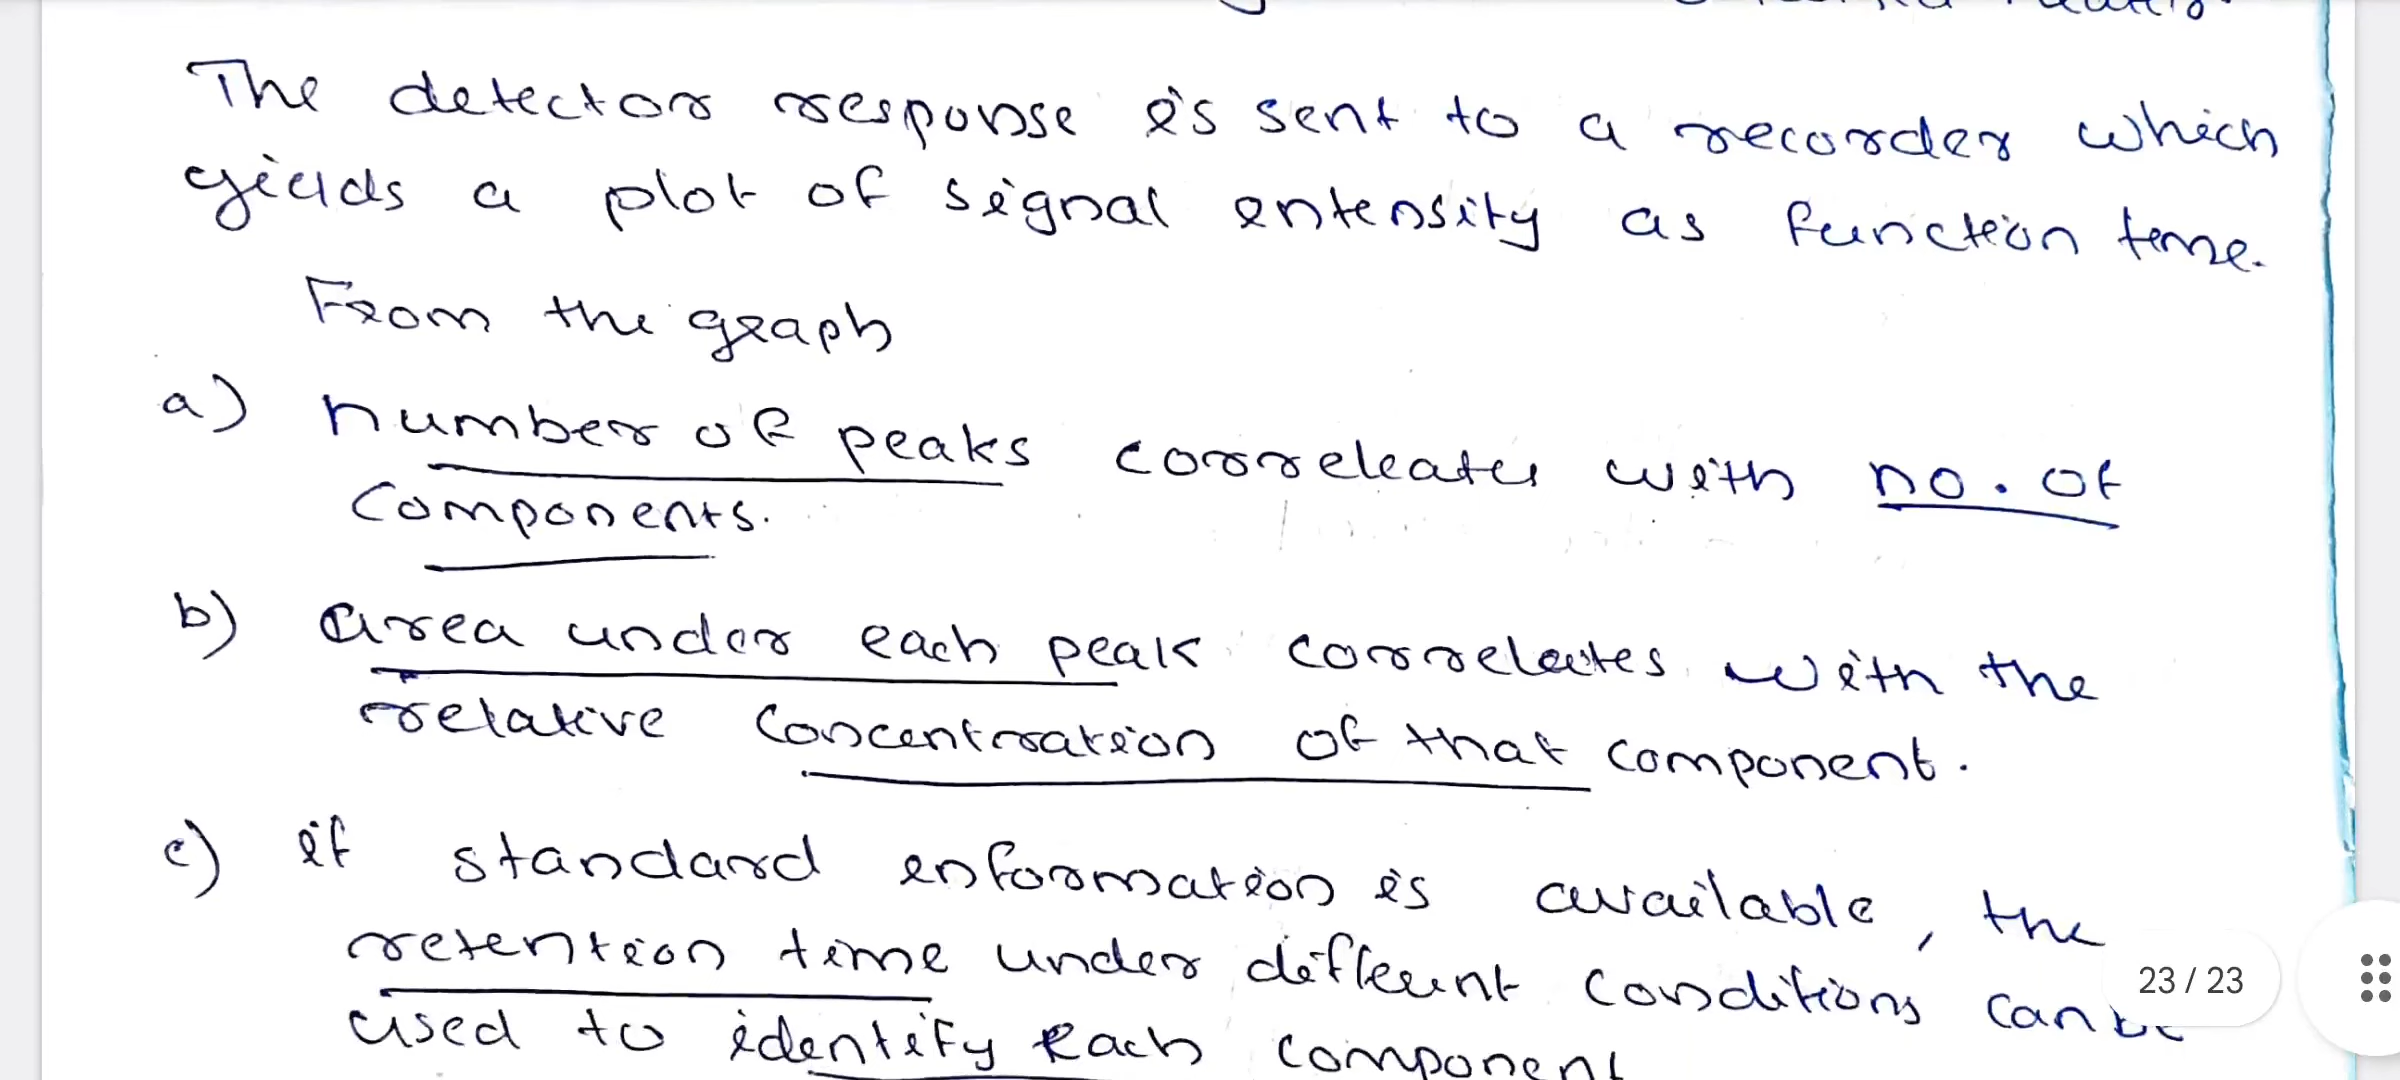 The detector response is sent to a recorder which
yields a plot of signal intensity as function time.
From the graph
a) number of peaks correleates with no. of
components.
b) area under each peak correlates with the
relative concentration of that component.
c) if standard information is available, the
retention time under different conditions can be
used to identify each component
23 / 23